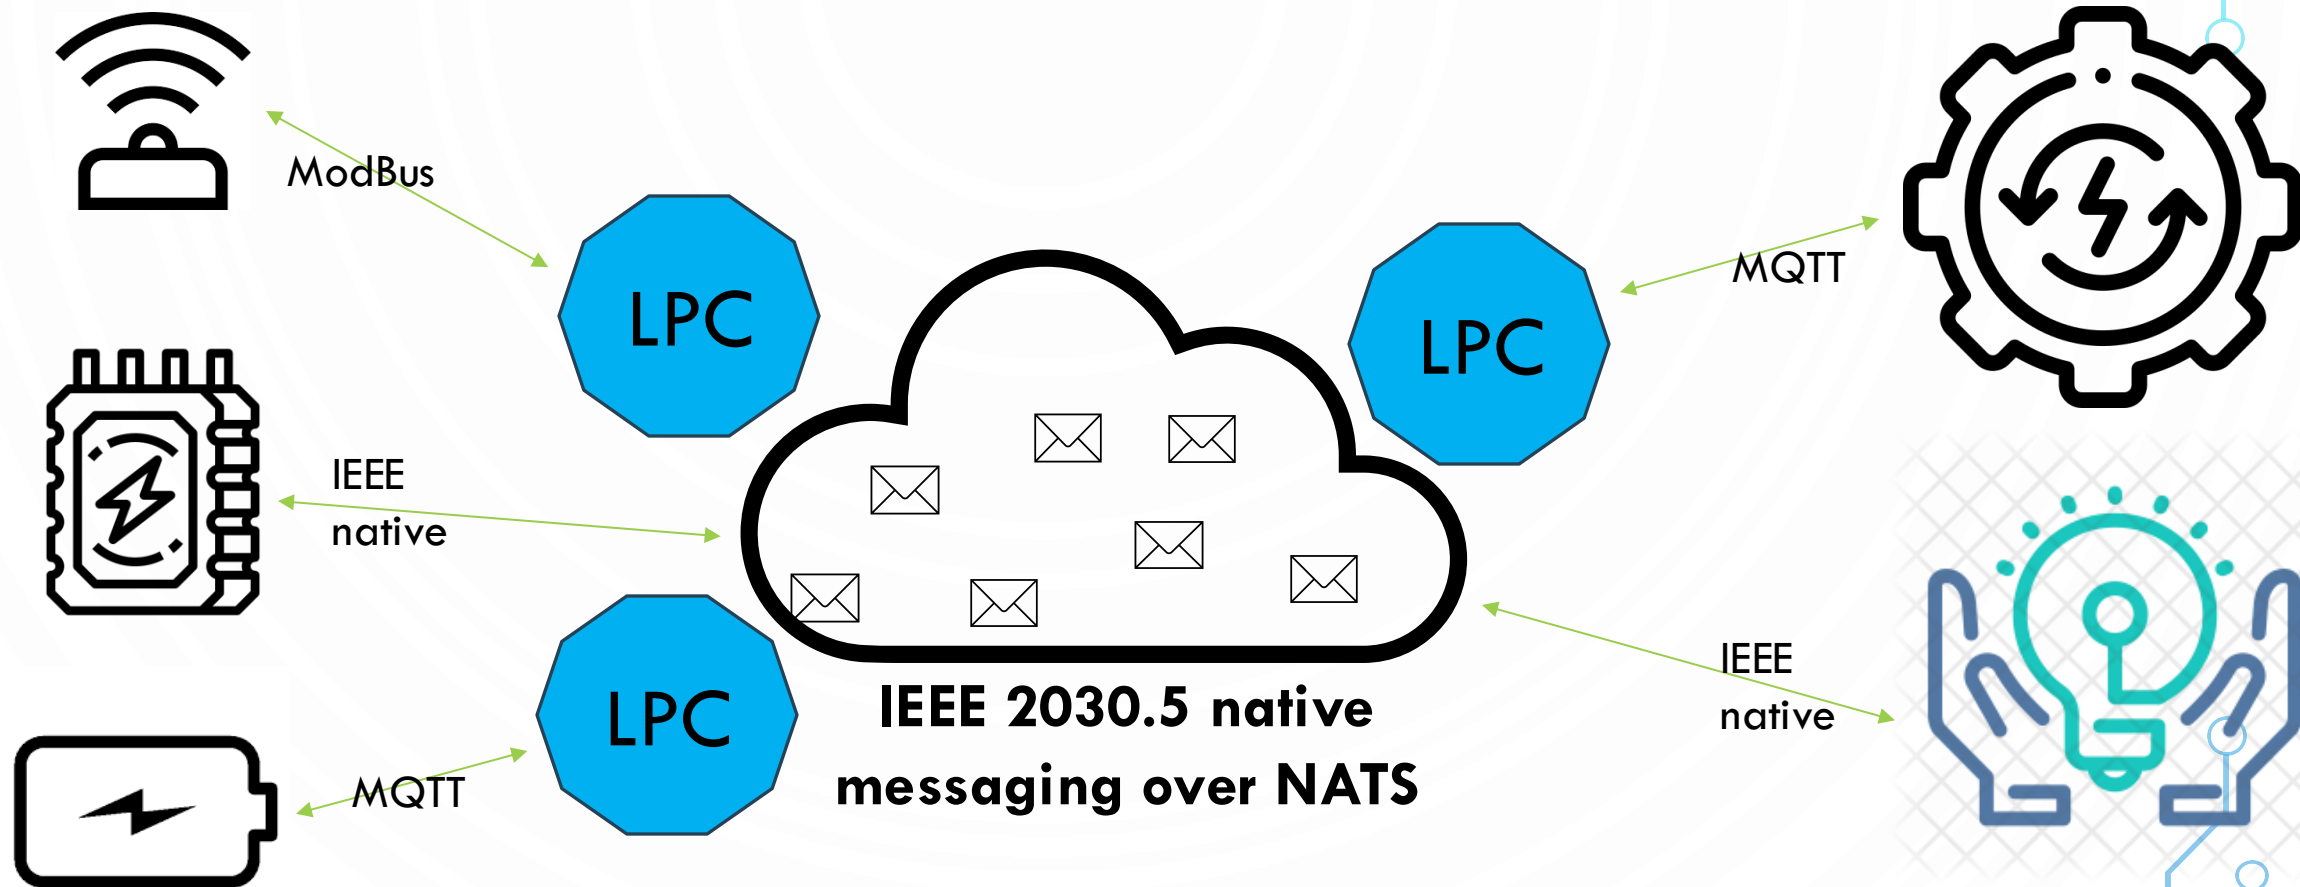 ModBus
LPC
LPC
MQTT
IEEE
native
LPC
MQTT
IEEE 2030.5 native
messaging over NATS
IEEE
native